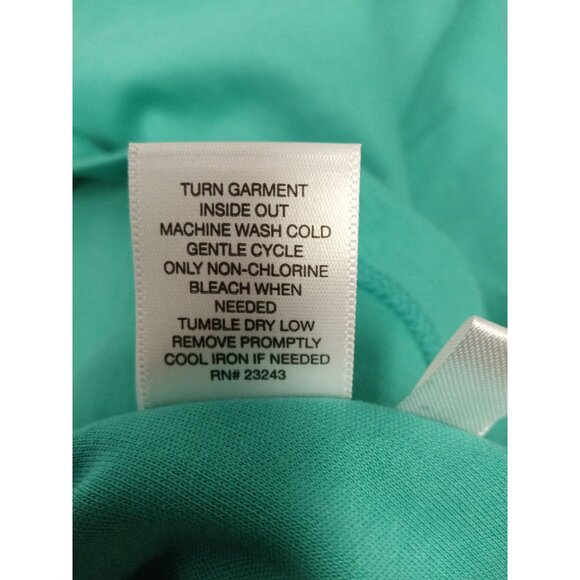 TURN GARMENT
INSIDE OUT
MACHINE WASH COLD
GENTLE CYCLE
ONLY NON-CHLORINE
BLEACH WHEN
NEEDED
TUMBLE DRY LOW
REMOVE PROMPTLY
COOL IRON IF NEEDED
RN# 23243